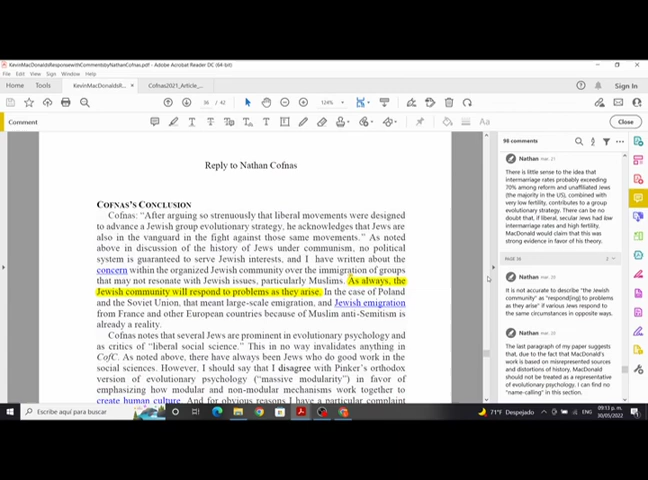 KevinMacDonaldsResponsewithCommentsbyNathanCofnas.pdf - Adobe Acrobat Reader DC (64-bit)
File Edit View Sign Window Help
Home Tools KevinMacDonaldsR... Cofnas2021_Article_... Sign In
36 / 42 124%
Comment Close
Reply to Nathan Cofnas
COFNAS'S CONCLUSION
Cofnas: "After arguing so strenuously that liberal movements were designed
to advance a Jewish group evolutionary strategy, he acknowledges that Jews are
also in the vanguard in the fight against those same movements." As noted
above in discussion of the history of Jews under communism, no political
system is guaranteed to serve Jewish interests, and I have written about the
concern within the organized Jewish community over the immigration of groups
that may not resonate with Jewish issues, particularly Muslims. As always, the
Jewish community will respond to problems as they arise. In the case of Poland
and the Soviet Union, that meant large-scale emigration, and Jewish emigration
from France and other European countries because of Muslim anti-Semitism is
already a reality.
Cofnas notes that several Jews are prominent in evolutionary psychology and
as critics of "liberal social science." This in no way invalidates anything in
CofC. As noted above, there have always been Jews who do good work in the
social sciences. However, I should say that I disagree with Pinker's orthodox
version of evolutionary psychology ("massive modularity") in favor of
emphasizing how modular and non-modular mechanisms work together to
create human culture. And for obvious reasons I have a particular complaint
98 comments
Nathan mar. 21
There is little sense to the idea that
intermarriage rates probably exceeding
70% among reform and unaffiliated Jews
(the majority in US), combined with
very low fertility, contributes to a group
evolutionary strategy. There can be no
doubt that, if liberal, secular Jews had low
intermarriage rates and high fertility,
MacDonald would claim that this was
strong evidence in favor of his theory.
PAGE 36 2
Nathan mar. 20
It is not accurate to describe "the Jewish
community" as "respond[ing] to problems
as they arise" if various Jews respond to
the same circumstances in opposite ways.
Nathan mar. 20
The last paragraph of my paper suggests
that, due to the fact that MacDonald's
work is based on misrepresented sources
and distortions of history, MacDonald
should not be treated as a representative
of evolutionary psychology. I can find no
"name-calling" in this section.
Escribe aquí para buscar
71°F Despejado ENG 09:13 p. m.
30/05/2022